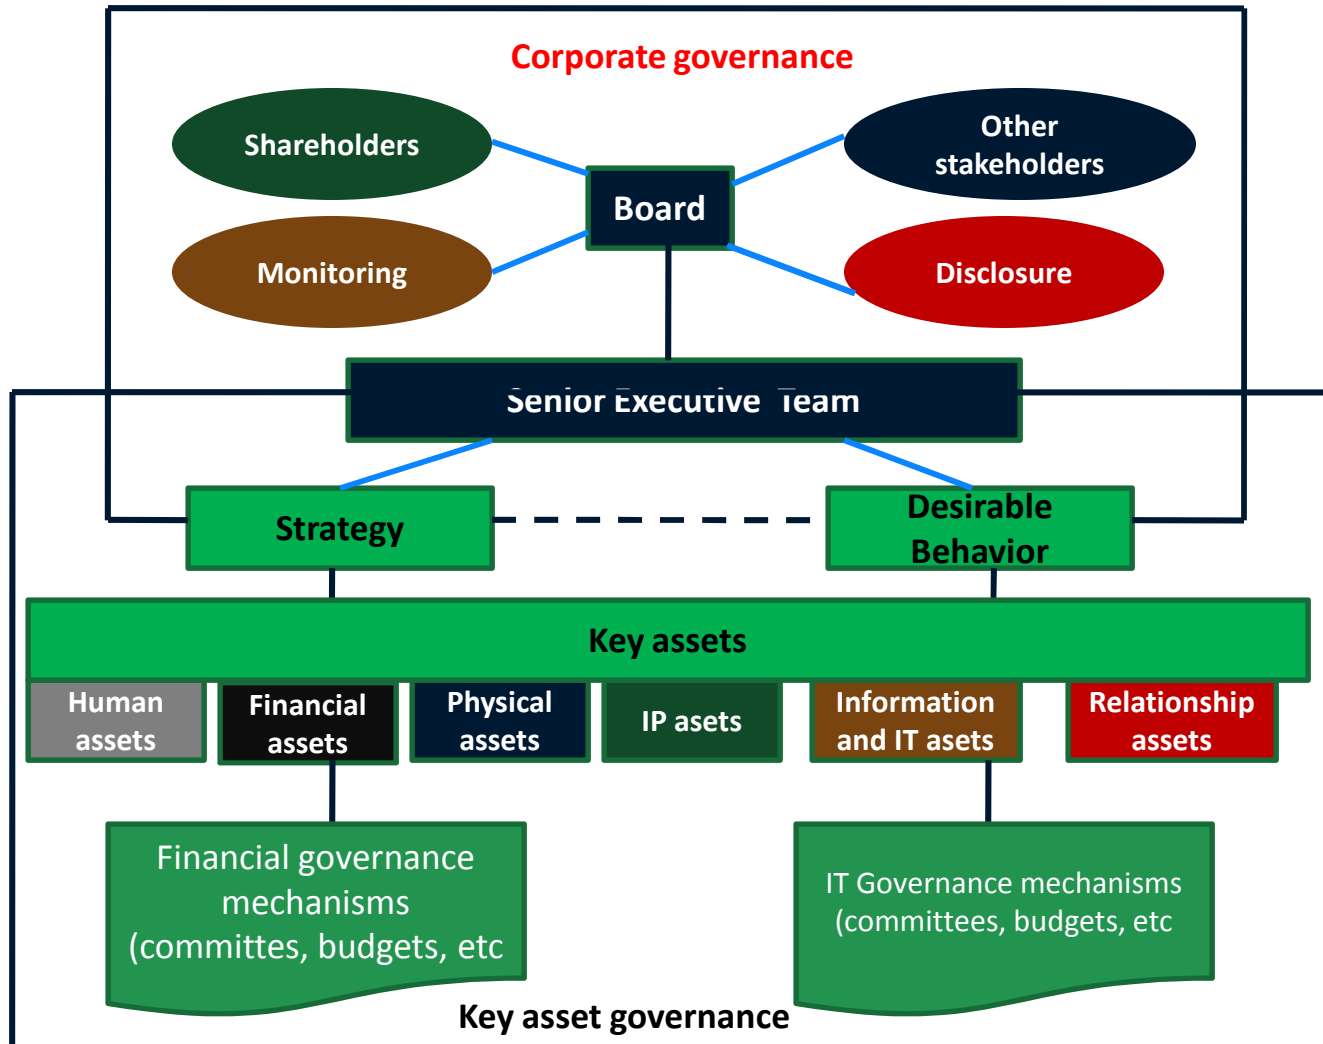 Corporate governance
Shareholders
Other
stakeholders
Board
Monitoring
Disclosure
Senior Executive Team
Strategy
Desirable
Behavior
Key assets
Human
assets
Financial
assets
Physical
assets
IP asets
Information
and IT asets
Relationship
assets
Financial governance
mechanisms
(committes, budgets, etc
IT Governance mechanisms
(committees, budgets, etc
Key asset governance